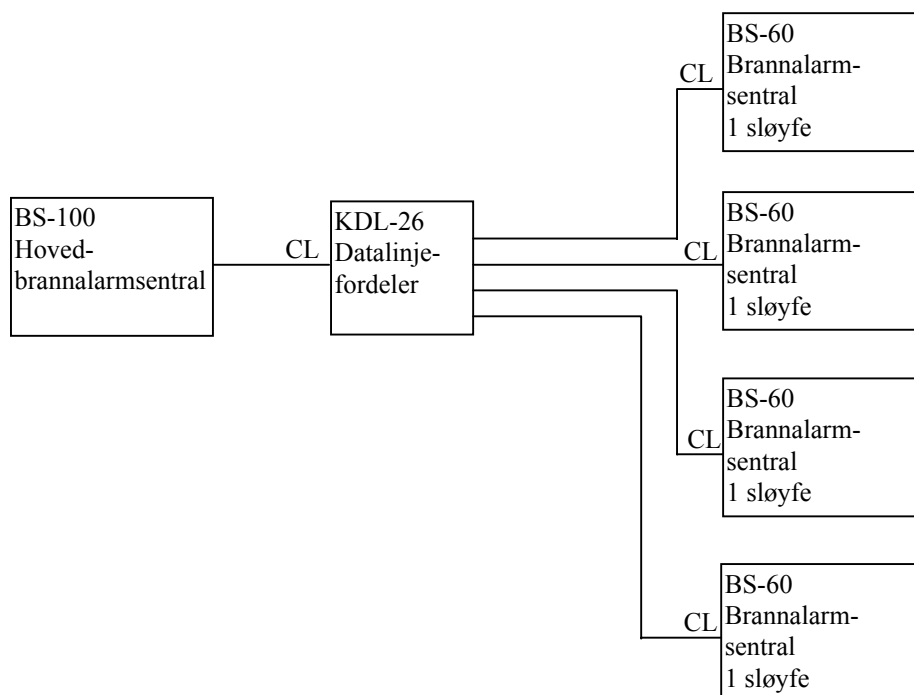 BS-100
Hoved-
brannalarmsentral
CL
KDL-26
Datalinje-
fordeler
CL
BS-60
Brannalarm-
sentral
1 sløyfe
CL
BS-60
Brannalarm-
sentral
1 sløyfe
CL
BS-60
Brannalarm-
sentral
1 sløyfe
CL
BS-60
Brannalarm-
sentral
1 sløyfe